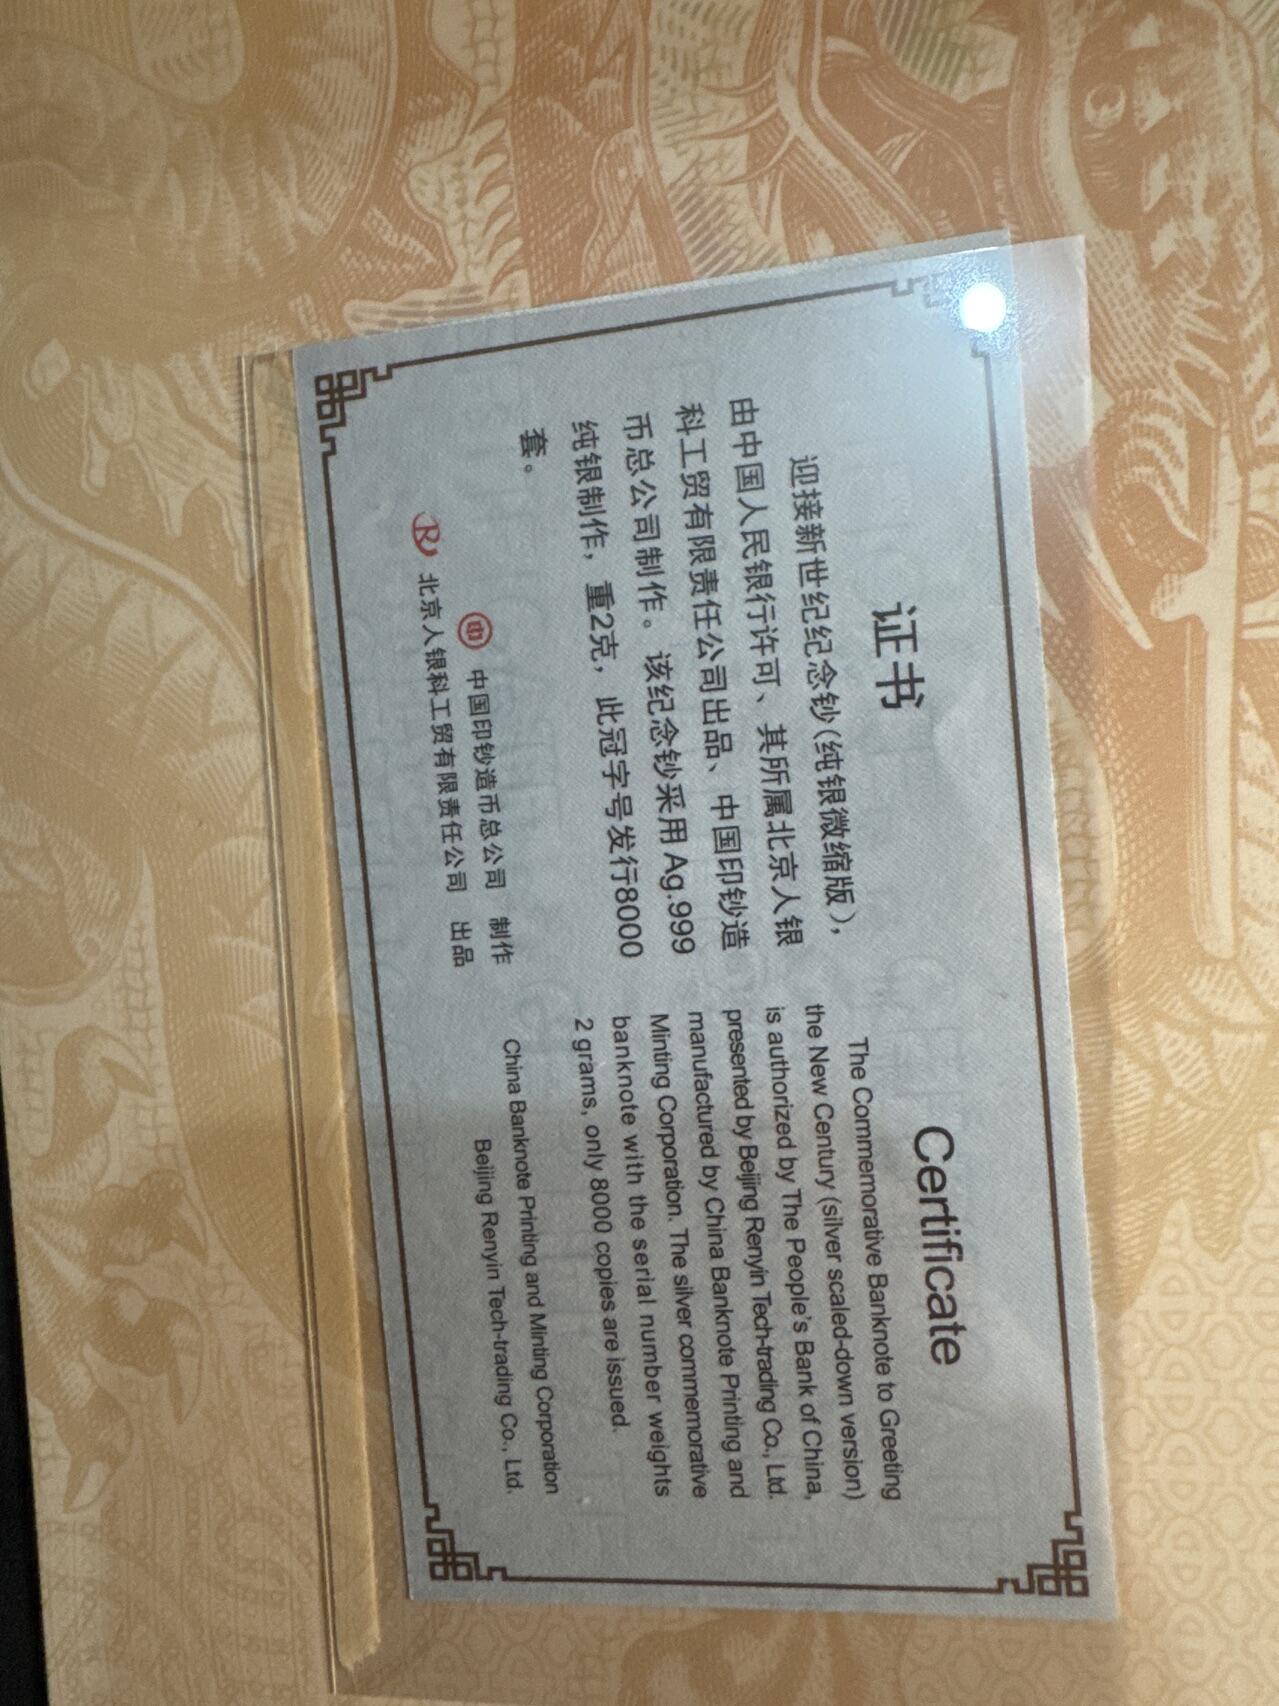 证书
迎接新世纪纪念钞(纯银微缩版),
由中国人民银行许可、其所属北京人银
科工贸有限责任公司出品、中国印钞造
币总公司制作。该纪念钞采用 Ag.999
纯银制作，重2克，此冠字号发行8000
套。
中国印钞造币总公司 制作
R 北京人银科工贸有限责任公司 出品
Certificate
The Commemorative Banknote to Greeting
the New Century (silver scaled-down version)
is authorized by The People's Bank of China,
presented by Beijing Renyin Tech-trading Co., Ltd.
manufactured by China Banknote Printing and
Minting Corporation. The silver commemorative
banknote with the serial number weights
2 grams, only 8000 copies are issued.
China Banknote Printing and Minting Corporation
Beijing Renyin Tech-trading Co., Ltd.